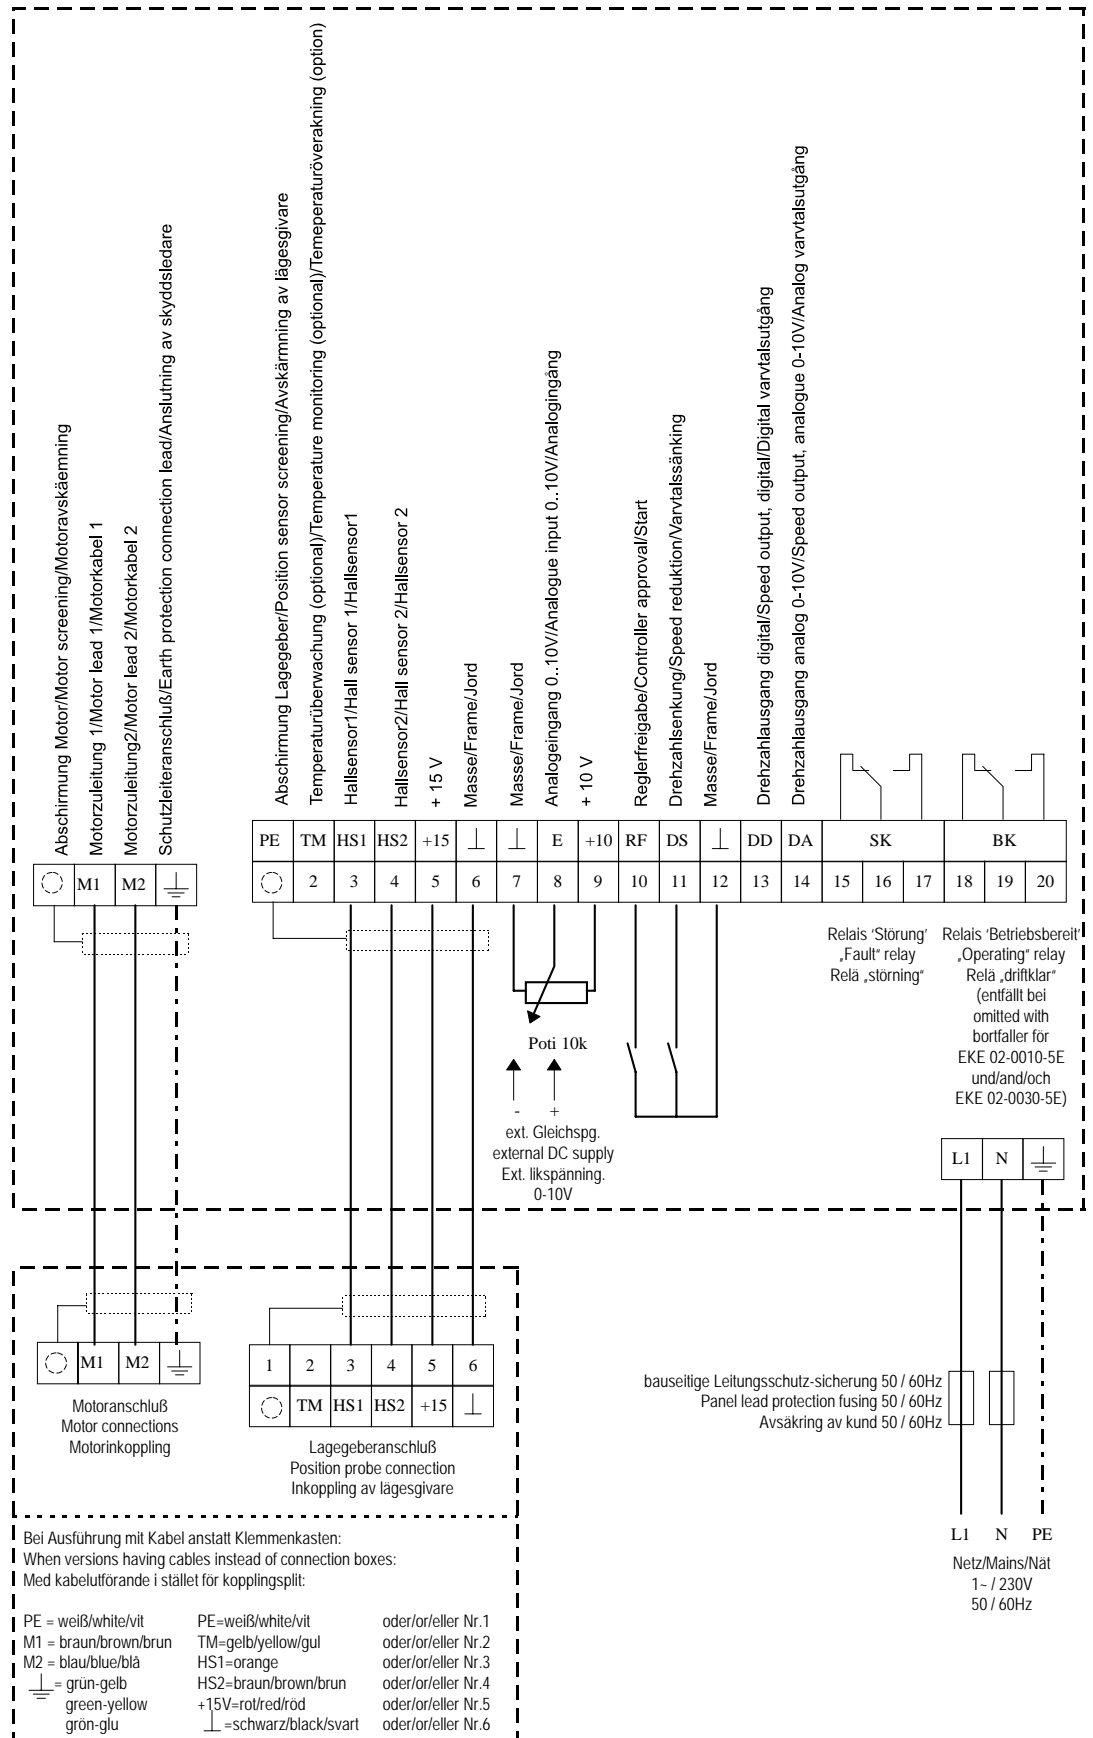 Abschirmung Motor/Motor screening/Motoravskäemning
Motorzuleitung 1/Motor lead 1/Motorkabel 1
Motorzuleitung2/Motor lead 2/Motorkabel 2
Schutzleiteranschluß/Earth protection connection lead/Anslutning av skyddsledare
Abschirmung Lagegeber/Position sensor screening/Avskärmning av lägesgivare
Temperaturüberwachung (optional)/Temperature monitoring (optional)/Temeperaturöverakning (option)
Hallsensor1/Hall sensor 1/Hallsensor1
Hallsensor2/Hall sensor 2/Hallsensor 2
+ 15 V
Masse/Frame/Jord
Masse/Frame/Jord
Analogeingang 0..10V/Analogue input 0..10V/Analogingång
+ 10 V
Reglerfreigabe/Controller approval/Start
Drehzahlsenkung/Speed reduktion/Varvtalssänking
Masse/Frame/Jord
Drehzahlausgang digital/Speed output, digital/Digital varvtalsutgång
Drehzahlausgang analog 0-10V/Speed output, analogue 0-10V/Analog varvtalsutgång
PE TM HS1 HS2 +15 E +10 RF DS DD DA SK BK
M1 M2
2 3 4 5 6 7 8 9 10 11 12 13 14 15 16 17 18 19 20
Relais ‘Störung’
„Fault“ relay
Relä „störning“
Relais ‘Betriebsbereit’
„Operating“ relay
Relä „driftklar“
(entfällt bei
omitted with
bortfaller för
EKE 02-0010-5E
und/and/och
EKE 02-0030-5E)
Poti 10k
- +
ext. Gleichspg.
external DC supply
Ext. likspänning.
0-10V
L1 N
M1 M2
Motoranschluß
Motor connections
Motorinkoppling
1 2 3 4 5 6
TM HS1 HS2 +15
Lagegeberanschluß
Position probe connection
Inkoppling av lägesgivare
bauseitige Leitungsschutz-sicherung 50 / 60Hz
Panel lead protection fusing 50 / 60Hz
Avsäkring av kund 50 / 60Hz
L1 N PE
Netz/Mains/Nät
1~ / 230V
50 / 60Hz
Bei Ausführung mit Kabel anstatt Klemmenkasten:
When versions having cables instead of connection boxes:
Med kabelutförande i stället för kopplingsplit:
PE = weiß/white/vit PE=weiß/white/vit oder/or/eller Nr.1
M1 = braun/brown/brun TM=gelb/yellow/gul oder/or/eller Nr.2
M2 = blau/blue/blå HS1=orange oder/or/eller Nr.3
= grün-gelb HS2=braun/brown/brun oder/or/eller Nr.4
green-yellow +15V=rot/red/röd oder/or/eller Nr.5
grön-glu =schwarz/black/svart oder/or/eller Nr.6